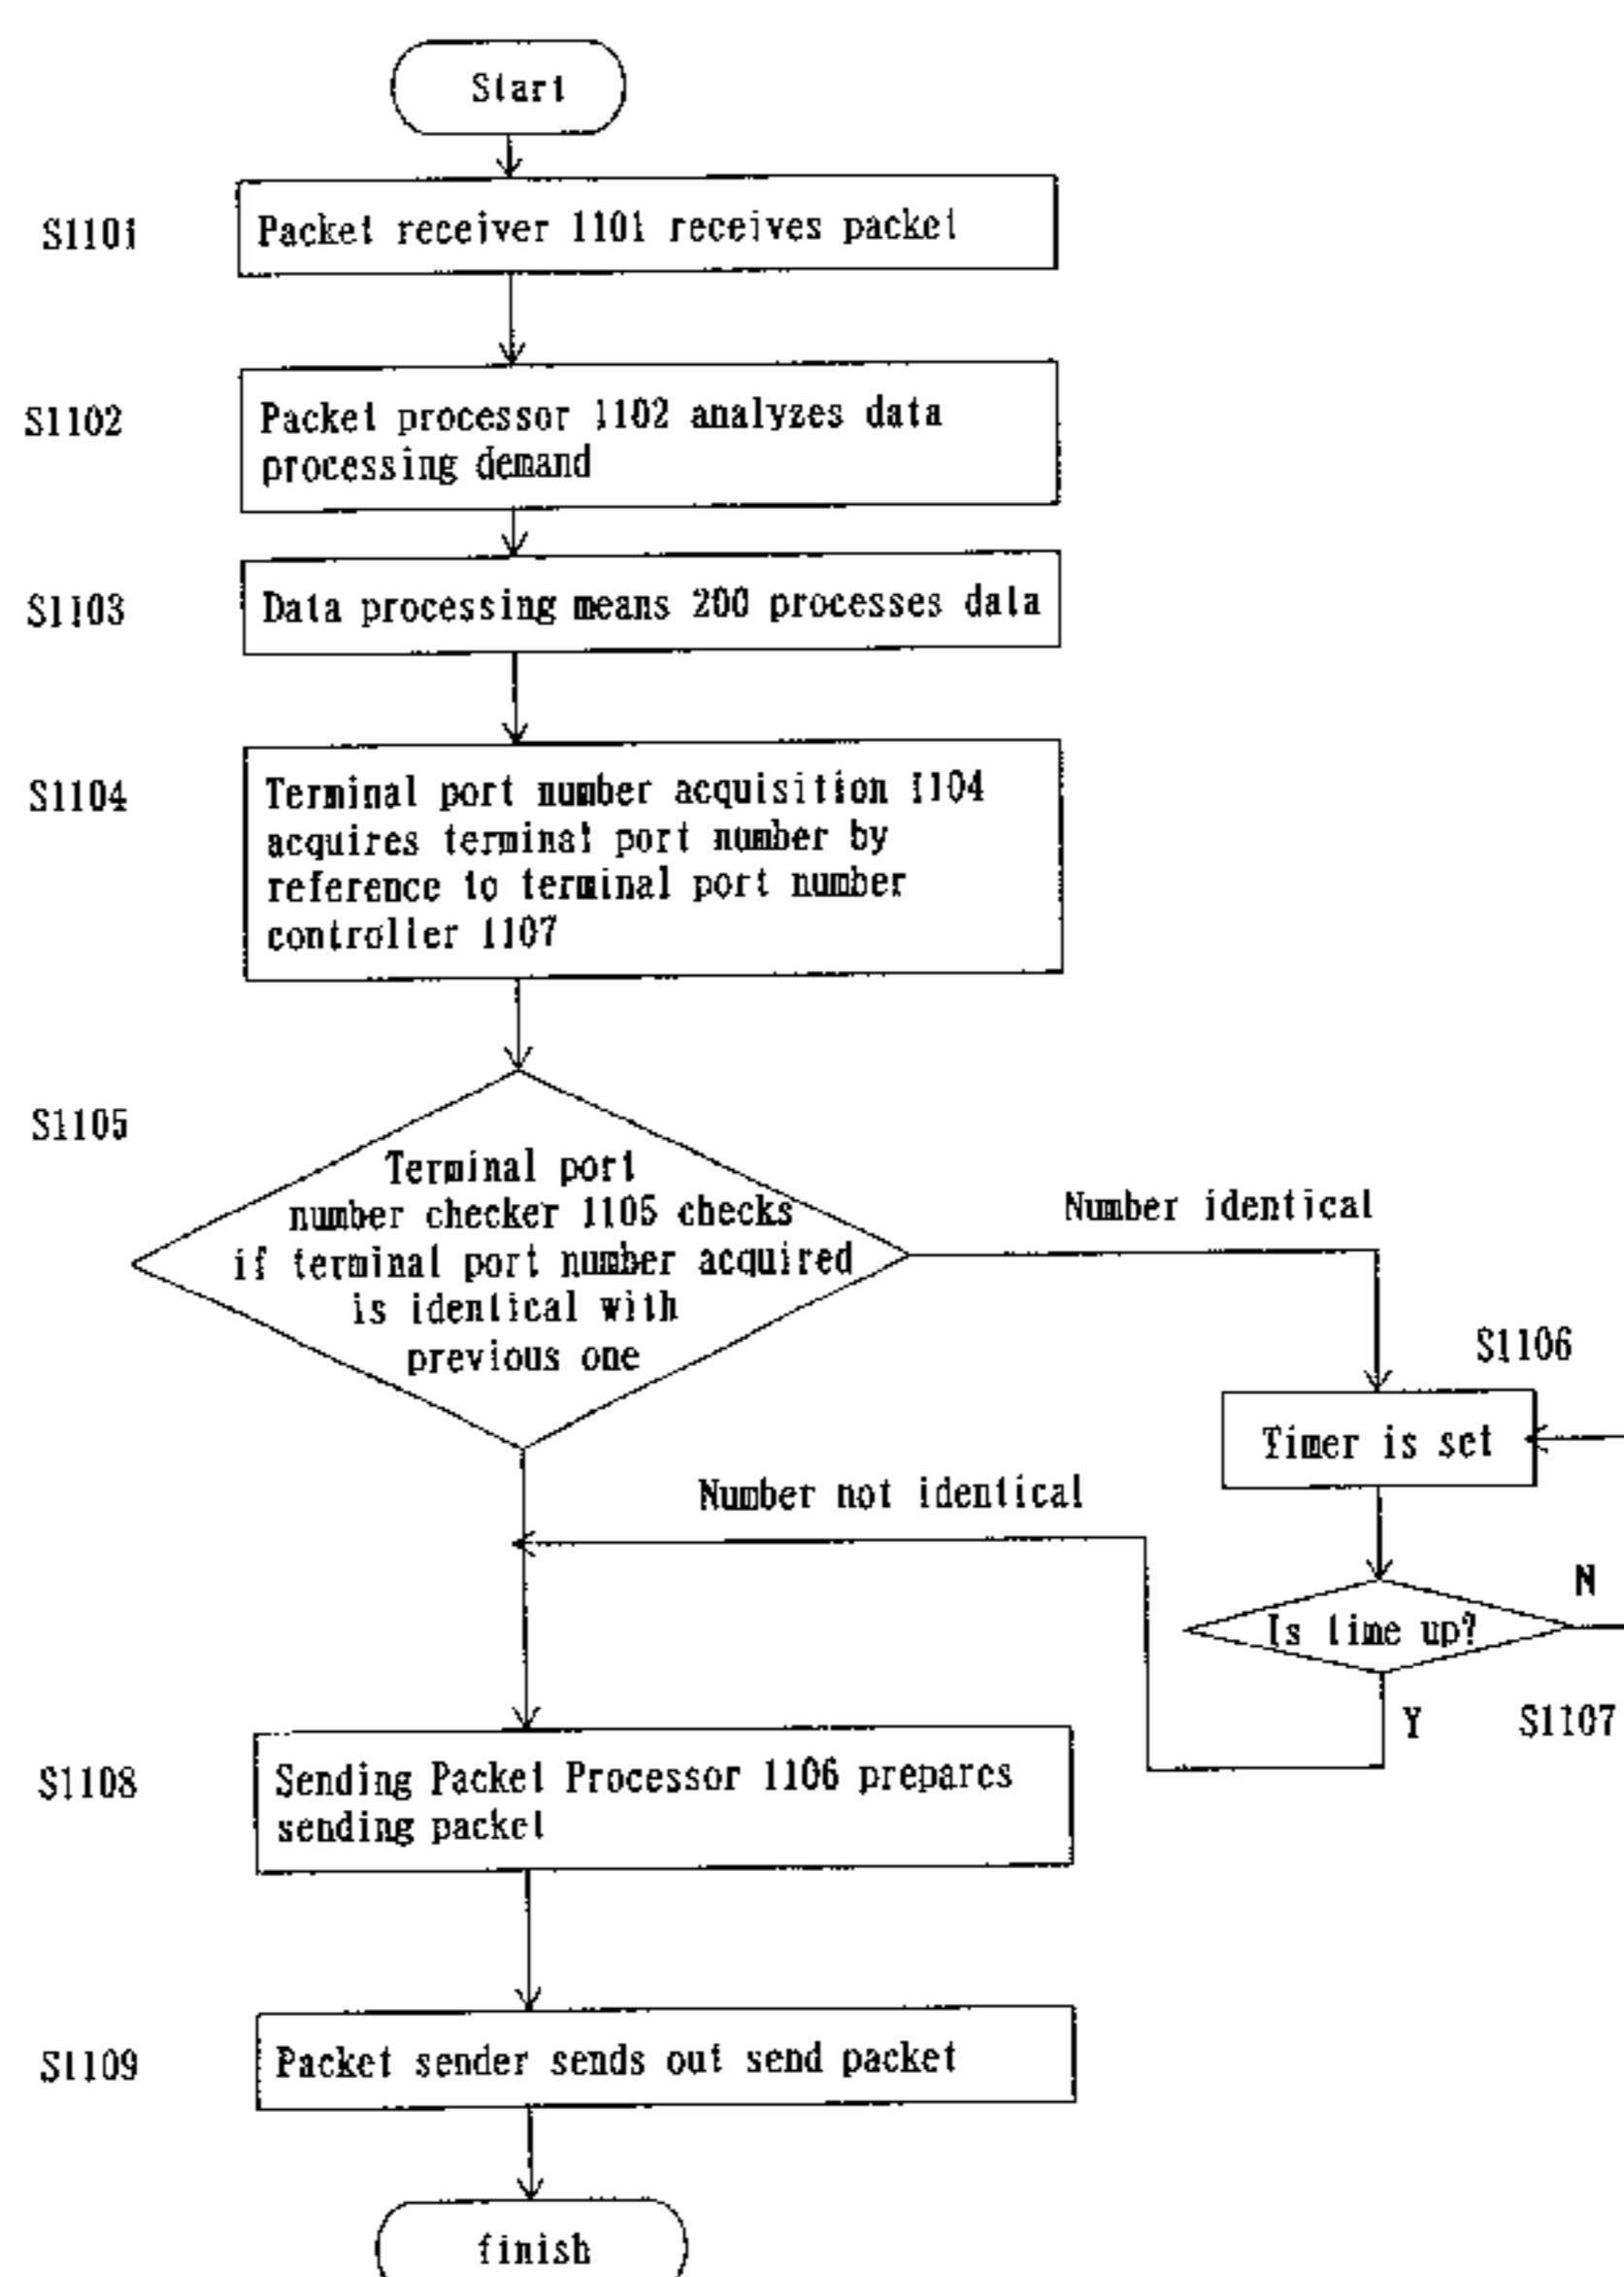 Start
S1101
Packet receiver 1101 receives packet
S1102
Packet processor 1102 analyzes data
processing demand
S1103
Data processing means 200 processes data
S1104
Terminal port number acquisition 1104
acquires terminal port number by
reference to terminal port number
controller 1107
S1105
Terminal port
number checker 1105 checks
if terminal port number acquired
is identical with
previous one
Number identical
S1106
Timer is set
Number not identical
N
Is time up?
Y
S1107
S1108
Sending Packet Processor 1106 prepares
sending packet
S1109
Packet sender sends out send packet
finish